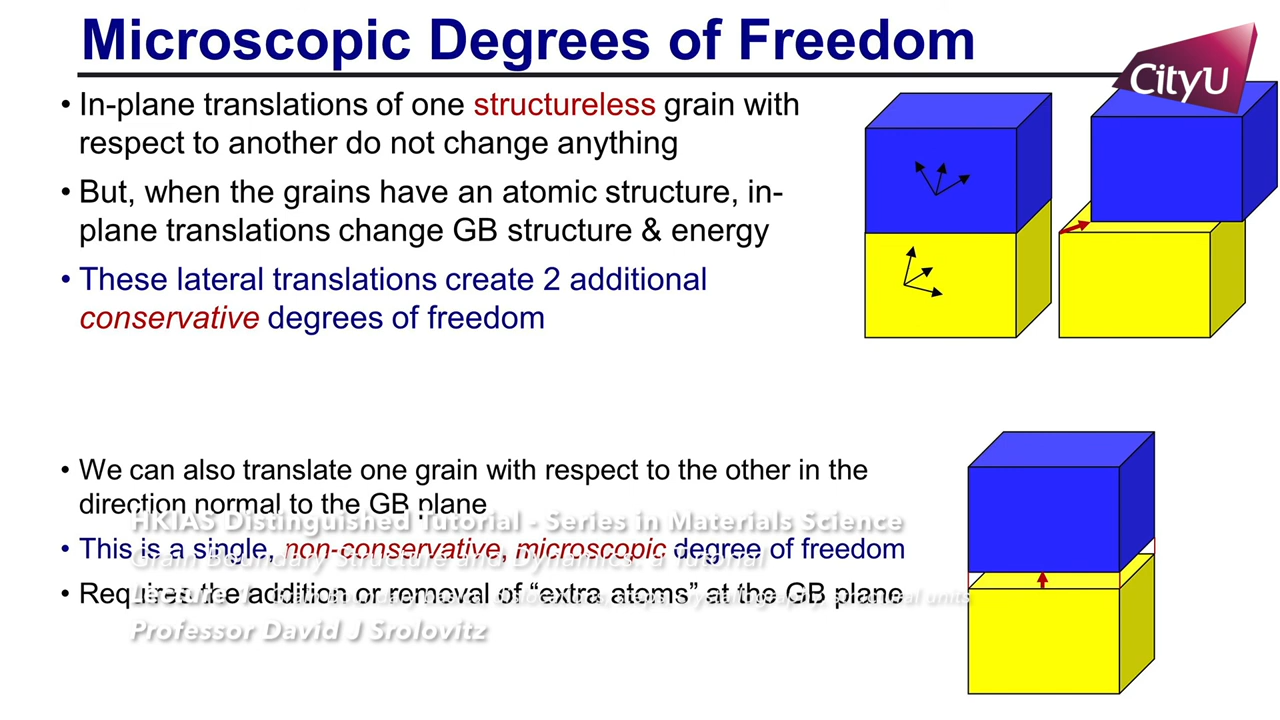 Microscopic Degrees of Freedom
CityU
• In-plane translations of one structureless grain with
respect to another do not change anything
• But, when the grains have an atomic structure, in-
plane translations change GB structure & energy
• These lateral translations create 2 additional
conservative degrees of freedom
• We can also translate one grain with respect to the other in the
direction normal to the GB plane
HKIAS Distinguished Tutorial - Series in Materials Science
• This is a single, non-conservative, microscopic degree of freedom
Grain Boundary Structure and Dynamics, a Tutorial
• Requires the addition or removal of “extra atoms” at the GB plane
Lecture 1
Professor David J Srolovitz